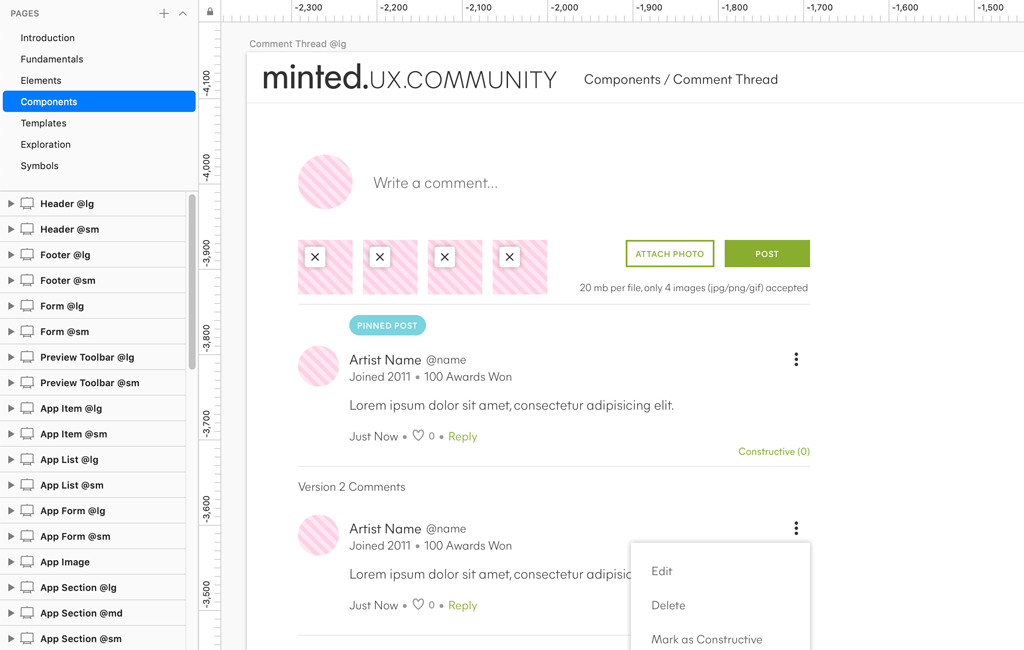 PAGES
Introduction
Fundamentals
Elements
Components
Templates
Exploration
Symbols
Header @lg
Header @sm
Footer @lg
Footer @sm
Form @lg
Form @sm
Preview Toolbar @lg
Preview Toolbar @sm
App Item @lg
App Item @sm
App List @lg
App List @sm
App Form @lg
App Form @sm
App Image
App Section @lg
App Section @md
App Section @sm
-2,300 -2,200 -2,100 -2,000 -1,900 -1,800 -1,700 -1,600 -1,500
-4,100
-4,000
-3,900
-3,800
-3,700
-3,600
-3,500
Comment Thread @lg
minted.UX.COMMUNITY Components / Comment Thread
Write a comment...
ATTACH PHOTO POST
20 mb per file, only 4 images (jpg/png/gif) accepted
PINNED POST
Artist Name @name
Joined 2011 • 100 Awards Won
Lorem ipsum dolor sit amet, consectetur adipisicing elit.
Just Now • 0 • Reply
Constructive (0)
Version 2 Comments
Artist Name @name
Joined 2011 • 100 Awards Won
Lorem ipsum dolor sit amet, consectetur adipisic
Just Now • 0 • Reply
Edit
Delete
Mark as Constructive